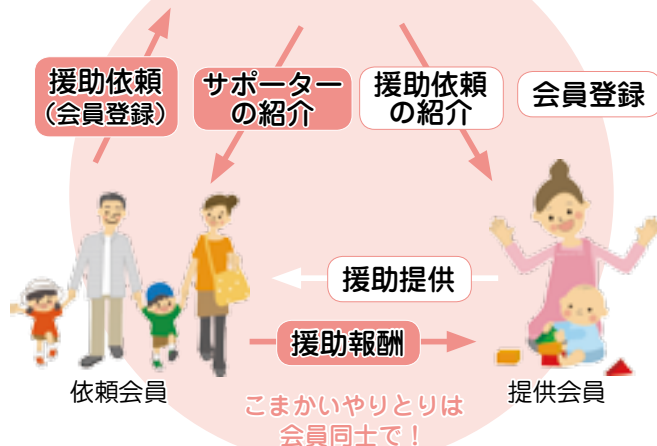 援助依頼
（会員登録）
サポーター
の紹介
援助依頼
の紹介
会員登録
援助提供
援助報酬
依頼会員
提供会員
こまかいやりとりは
会員同士で！